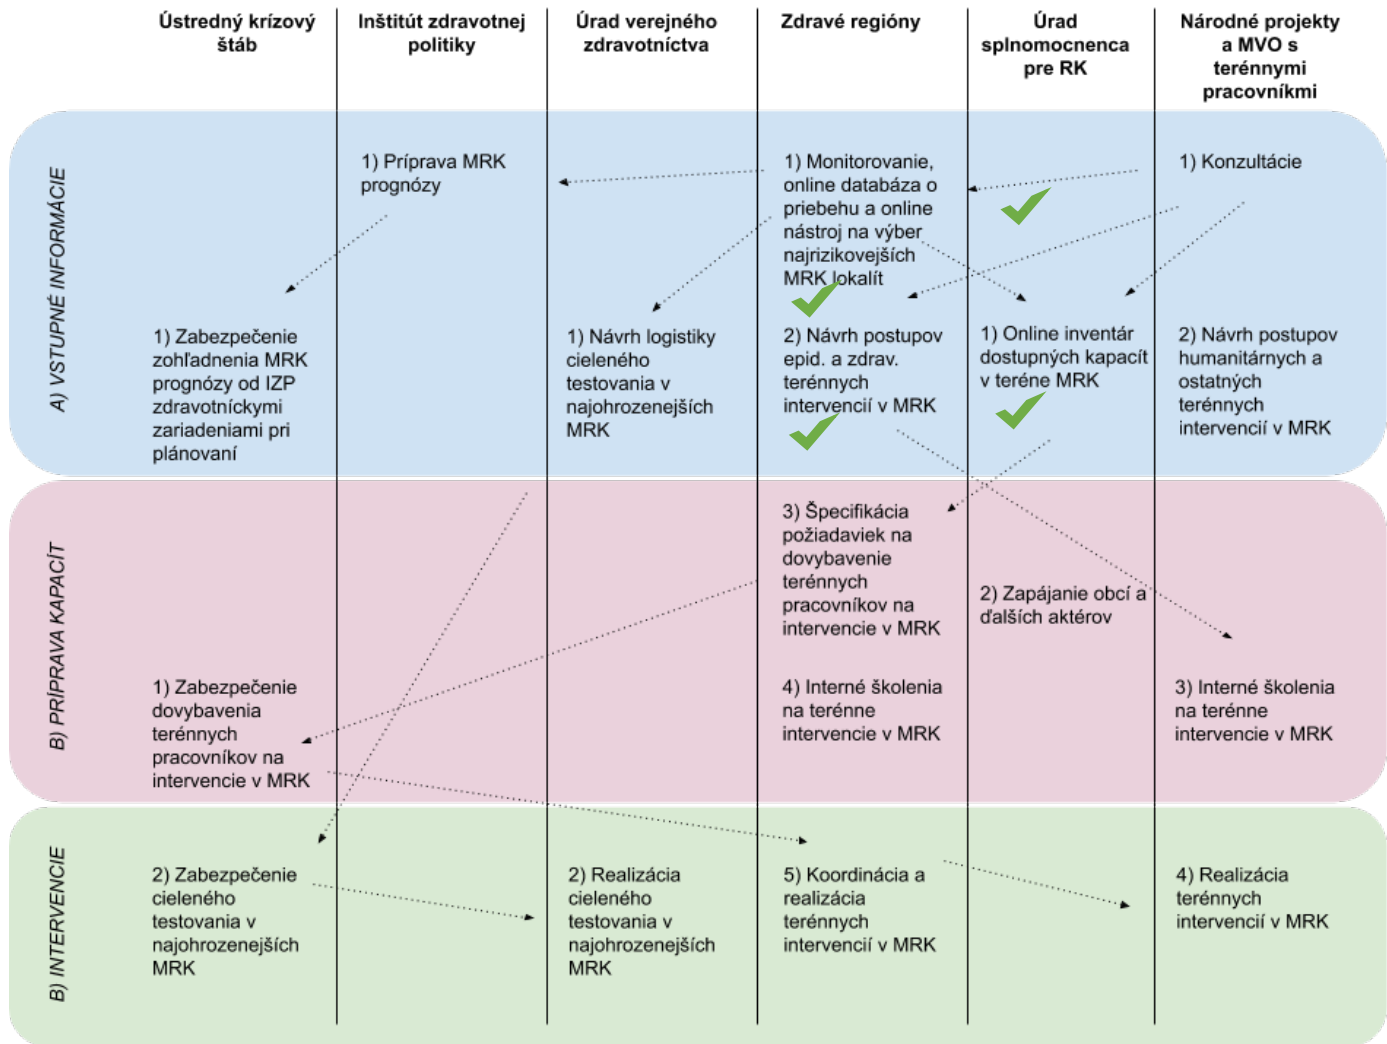 Ústredný krízový
štáb
Inštitút zdravotnej
politiky
Úrad verejného
zdravotníctva
Zdravé regióny
Úrad
splnomocnenca
pre RK
Národné projekty
a MVO s
terénnymi
pracovníkmi
A) VSTUPNÉ INFORMÁCIE
1) Príprava MRK
prognózy
1) Monitorovanie,
online databáza o
priebehu a online
nástroj na výber
najrizikovejších
MRK lokalít
1) Konzultácie
1) Zabezpečenie
zohľadnenia MRK
prognózy od IZP
zdravotníckymi
zariadeniami pri
plánovaní
1) Návrh logistiky
cieleného
testovania v
najohrozenejších
MRK
2) Návrh postupov
epid. a zdrav.
terénnych
intervencií v MRK
1) Online inventár
dostupných kapacít
v teréne MRK
2) Návrh postupov
humanitárnych a
ostatných
terénnych
intervencií v MRK
B) PRÍPRAVA KAPACÍT
3) Špecifikácia
požiadaviek na
dovybavenie
terénnych
pracovníkov na
intervencie v MRK
2) Zapájanie obcí a
ďalších aktérov
1) Zabezpečenie
dovybavenia
terénnych
pracovníkov na
intervencie v MRK
4) Interné školenia
na terénne
intervencie v MRK
3) Interné školenia
na terénne
intervencie v MRK
B) INTERVENCIE
2) Zabezpečenie
cieleného
testovania v
najohrozenejších
MRK
2) Realizácia
cieleného
testovania v
najohrozenejších
MRK
5) Koordinácia a
realizácia
terénnych
intervencií v MRK
4) Realizácia
terénnych
intervencií v MRK